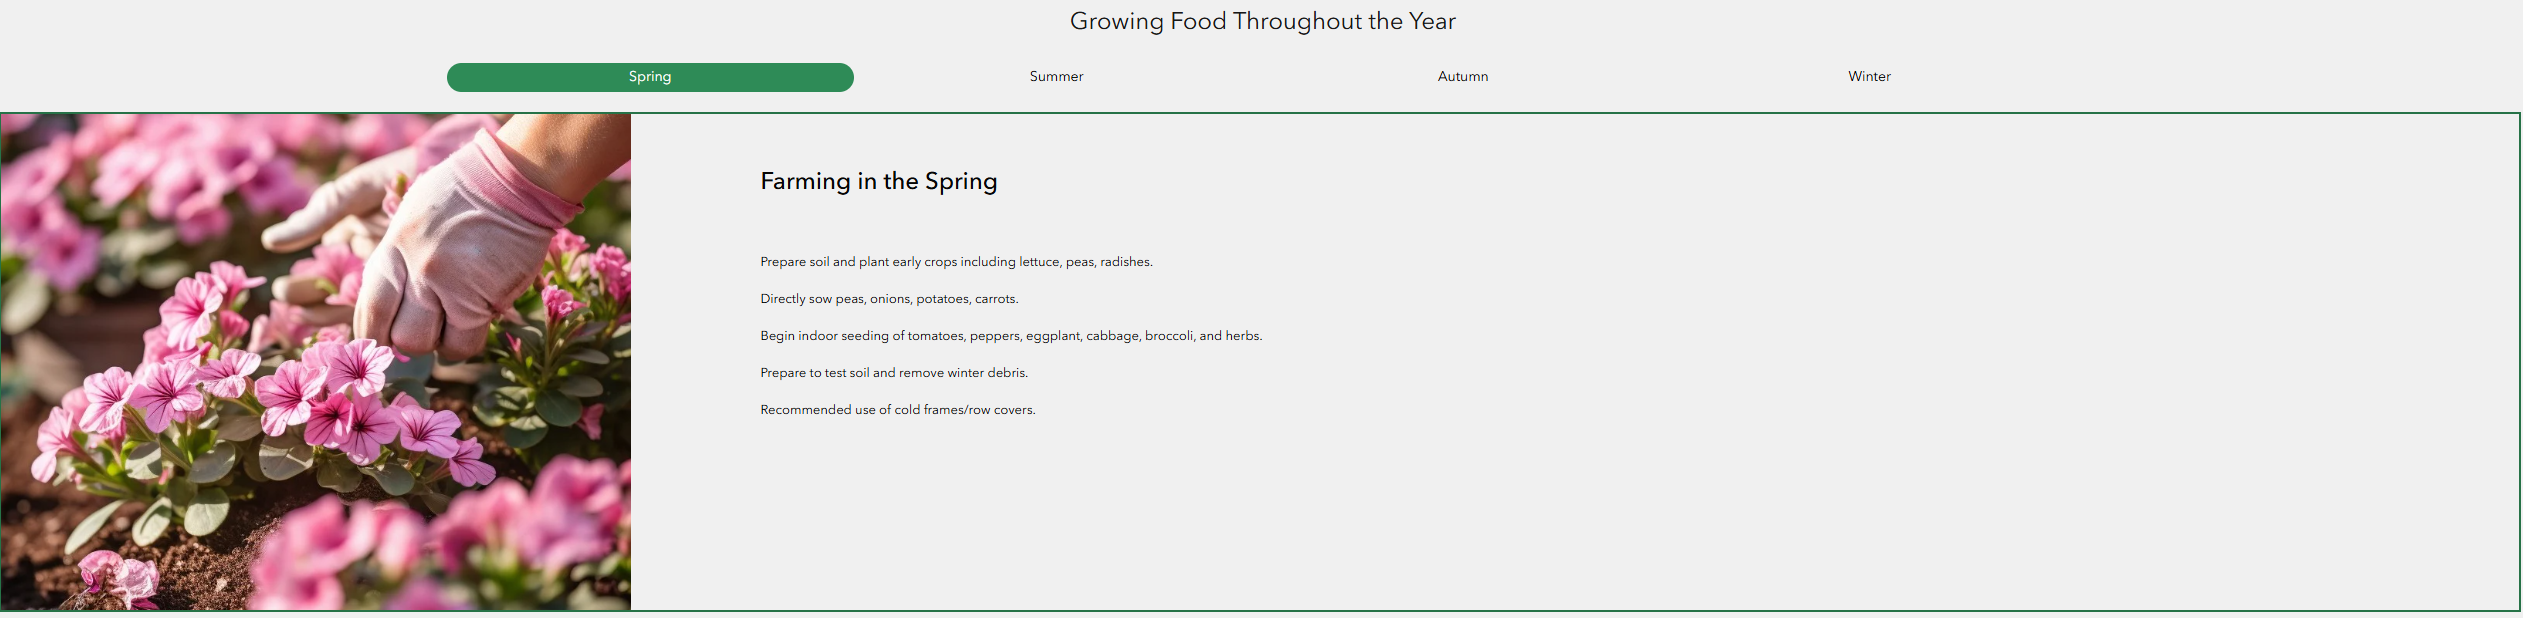 Growing Food Throughout the Year
Spring
Summer
Autumn
Winter
Farming in the Spring
Prepare soil and plant early crops including lettuce, peas, radishes.
Directly sow peas, onions, potatoes, carrots.
Begin indoor seeding of tomatoes, peppers, eggplant, cabbage, broccoli, and herbs.
Prepare to test soil and remove winter debris.
Recommended use of cold frames/row covers.